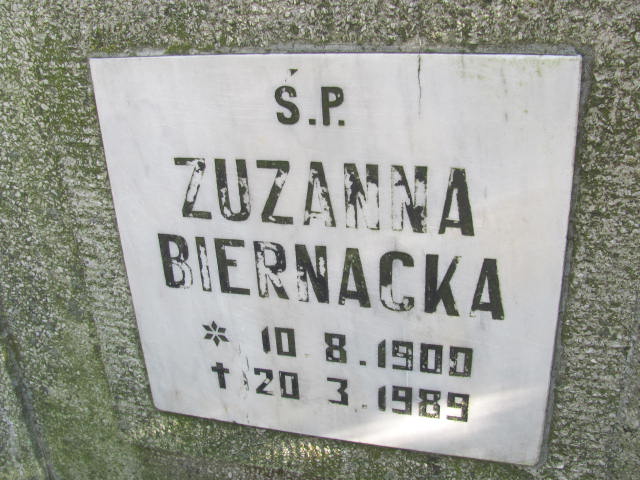 Ś.P.
ZUZANNA
BIERNACKA
* 10 8.1900
† 20 3.1989